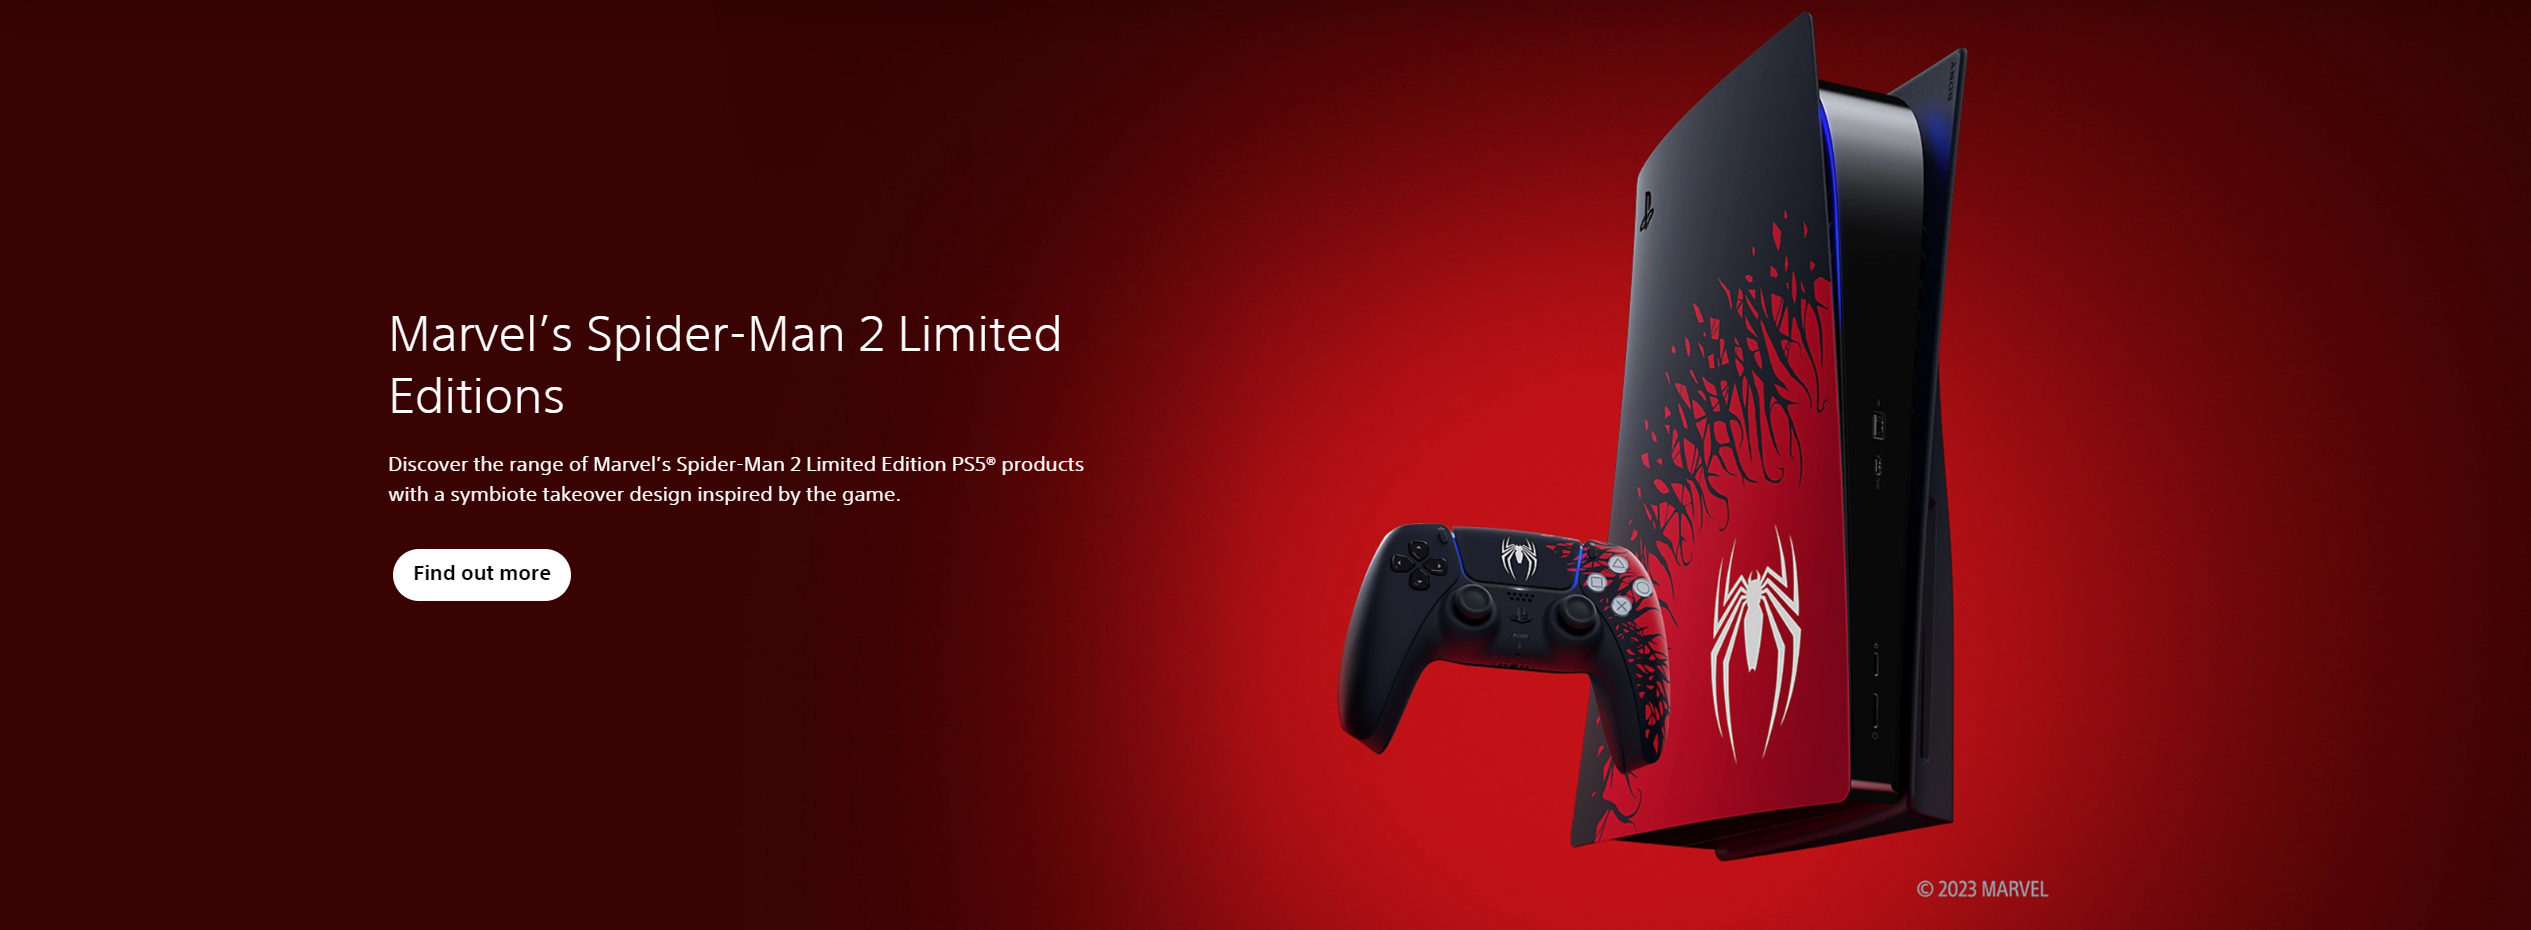 SONY
Marvel’s Spider-Man 2 Limited
Editions
Discover the range of Marvel’s Spider-Man 2 Limited Edition PS5® products
with a symbiote takeover design inspired by the game.
Find out more
© 2023 MARVEL